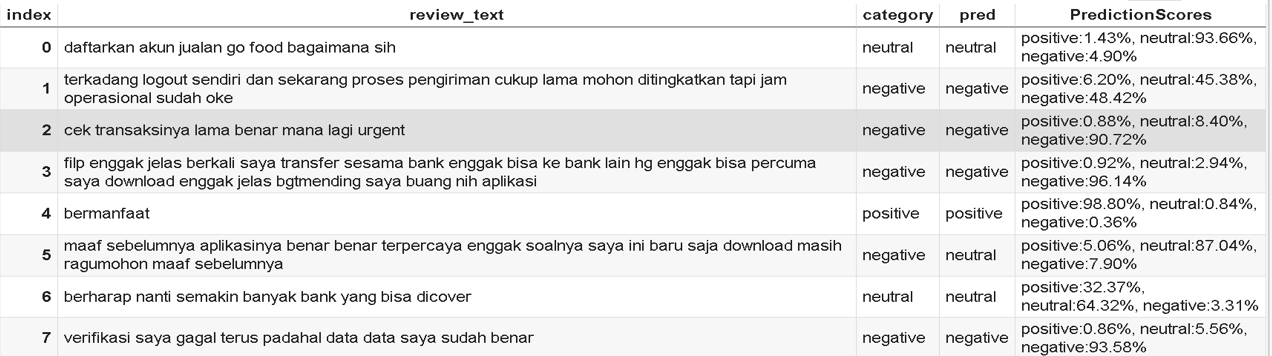 index review_text category pred PredictionScores
0 daftarkan akun jualan go food bagaimana sih neutral neutral positive:1.43%, neutral:93.66%,
negative:4.90%
1 terkadang logout sendiri dan sekarang proses pengiriman cukup lama mohon ditingkatkan tapi jam
operasional sudah oke negative negative positive:6.20%, neutral:45.38%,
negative:48.42%
2 cek transaksinya lama benar mana lagi urgent negative negative positive:0.88%, neutral:8.40%,
negative:90.72%
3 filp enggak jelas berkali saya transfer sesama bank enggak bisa ke bank lain hg enggak bisa percuma
saya download enggak jelas bgtmending saya buang nih aplikasi negative negative positive:0.92%, neutral:2.94%,
negative:96.14%
4 bermanfaat positive positive positive:98.80%, neutral:0.84%,
negative:0.36%
5 maaf sebelumnya aplikasinya benar benar terpercaya enggak soalnya saya ini baru saja download masih
ragumohon maaf sebelumnya negative neutral positive:5.06%, neutral:87.04%,
negative:7.90%
6 berharap nanti semakin banyak bank yang bisa dicover neutral neutral positive:32.37%,
neutral:64.32%, negative:3.31%
7 verifikasi saya gagal terus padahal data data saya sudah benar negative negative positive:0.86%, neutral:5.56%,
negative:93.58%